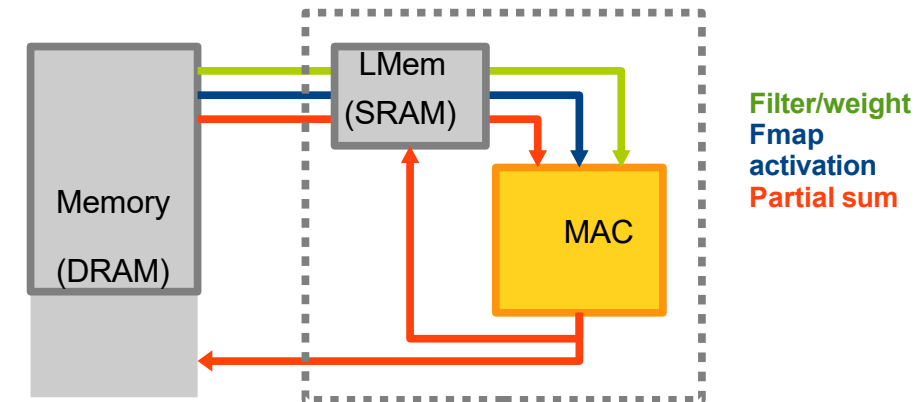 LMem
(SRAM)
Memory
(DRAM)
MAC
Filter/weight
Fmap
activation
Partial sum